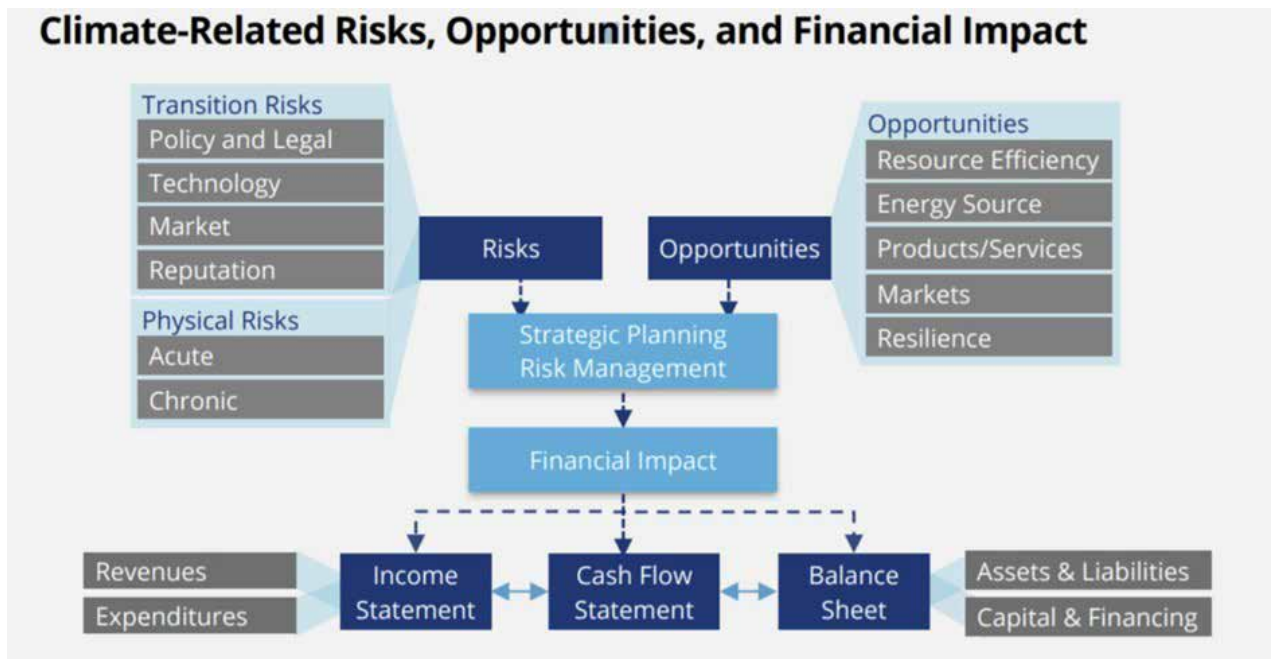 Climate-Related Risks, Opportunities, and Financial Impact
Transition Risks
Policy and Legal
Technology
Market
Reputation
Physical Risks
Acute
Chronic
Risks
Opportunities
Opportunities
Resource Efficiency
Energy Source
Products/Services
Markets
Resilience
Strategic Planning
Risk Management
Financial Impact
Revenues
Expenditures
Income
Statement
Cash Flow
Statement
Balance
Sheet
Assets & Liabilities
Capital & Financing